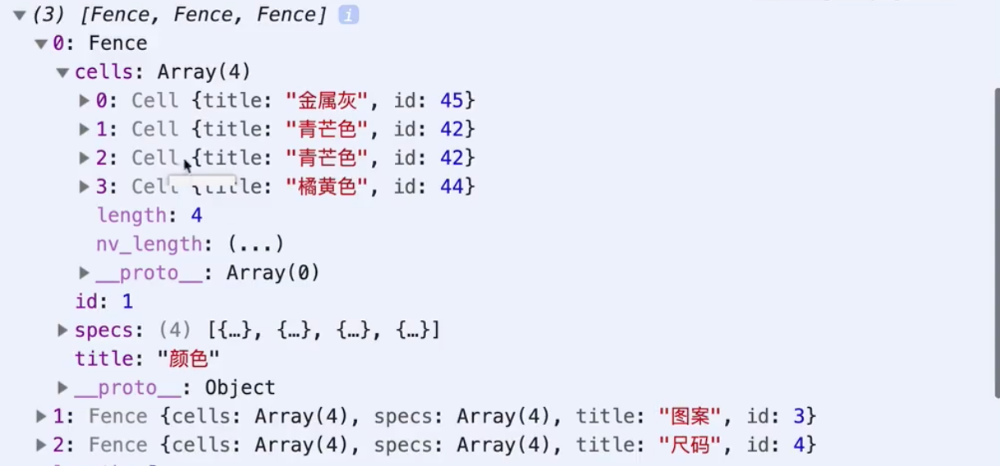 (3) [Fence, Fence, Fence] i
0: Fence
cells: Array(4)
0: Cell {title: "金属灰", id: 45}
1: Cell {title: "青芒色", id: 42}
2: Cell {title: "青芒色", id: 42}
3: Cell {title: "橘黄色", id: 44}
length: 4
nv_length: (...)
__proto__: Array(0)
id: 1
specs: (4) [{…}, {…}, {…}, {…}]
title: "颜色"
__proto__: Object
1: Fence {cells: Array(4), specs: Array(4), title: "图案", id: 3}
2: Fence {cells: Array(4), specs: Array(4), title: "尺码", id: 4}